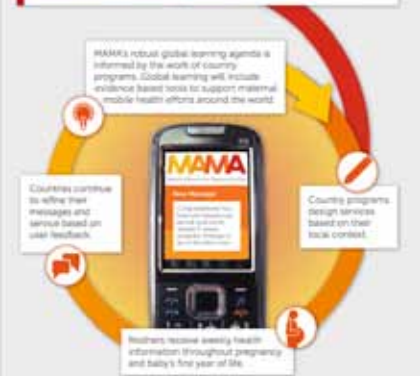 MAMA's robust global learning agenda is
informed by the work of country
programs. Global learning will include
evidence based tools to support maternal
mobile health efforts around the world.
MAMA
New Message
Countries continue
to refine their
messages and
service based on
user feedback.
Country programs
design services
based on their
local context.
Mothers receive weekly health
information throughout pregnancy
and baby's first year of life.